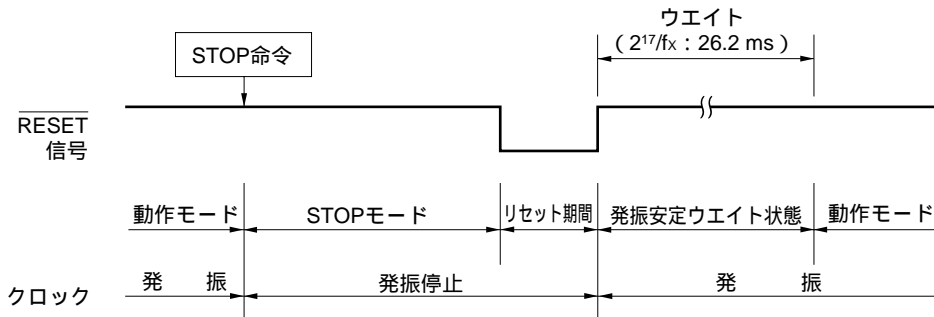 ウエイト
（2¹⁷/fX：26.2 ms）
STOP命令
RESET
信号
動作モード STOPモード リセット期間 発振安定ウエイト状態 動作モード
クロック 発 振 発振停止 発 振